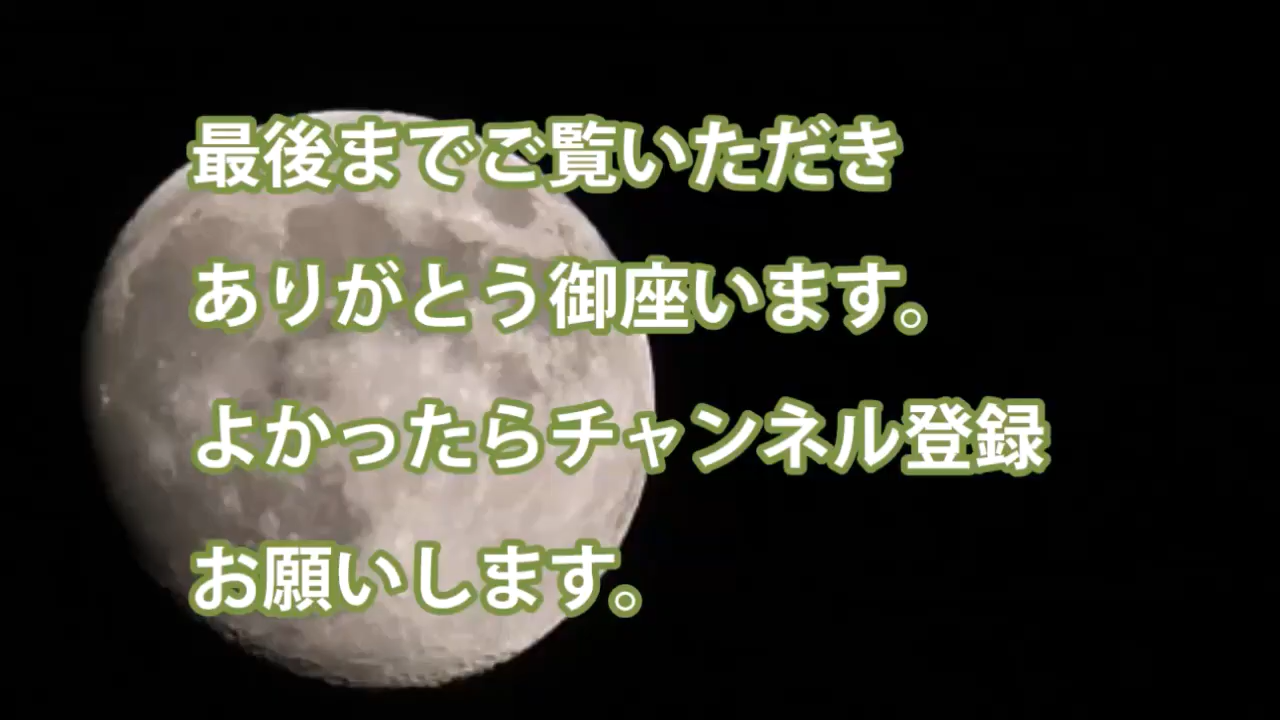 最後までご覧いただき
ありがとう御座います。
よかったらチャンネル登録
お願いします。